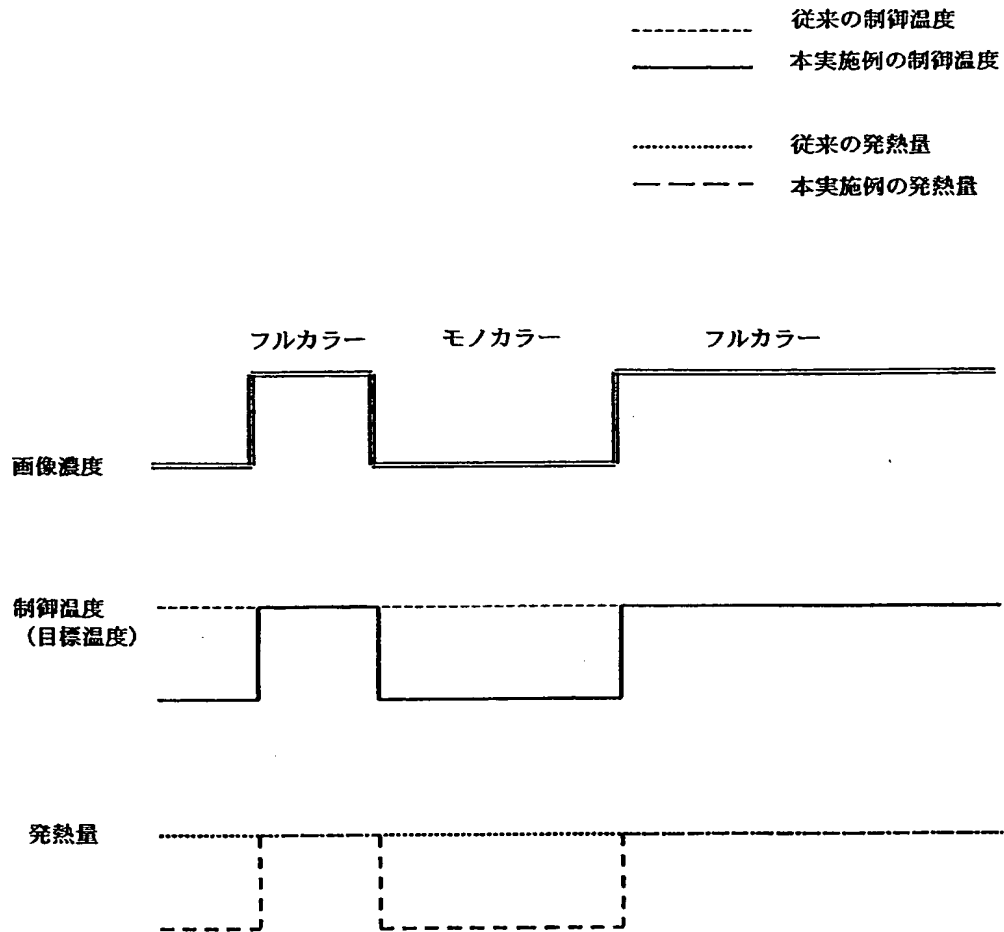 従来の制御温度
本実施例の制御温度
従来の発熱量
本実施例の発熱量
フルカラー
モノカラー
フルカラー
画像濃度
制御温度
（目標温度）
発熱量